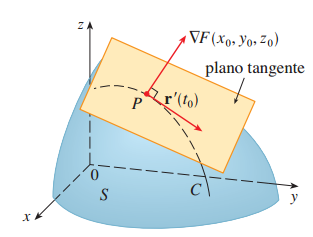 z
∇F(x₀, y₀, z₀)
plano tangente
P
r′(t₀)
0
S
C
x
y